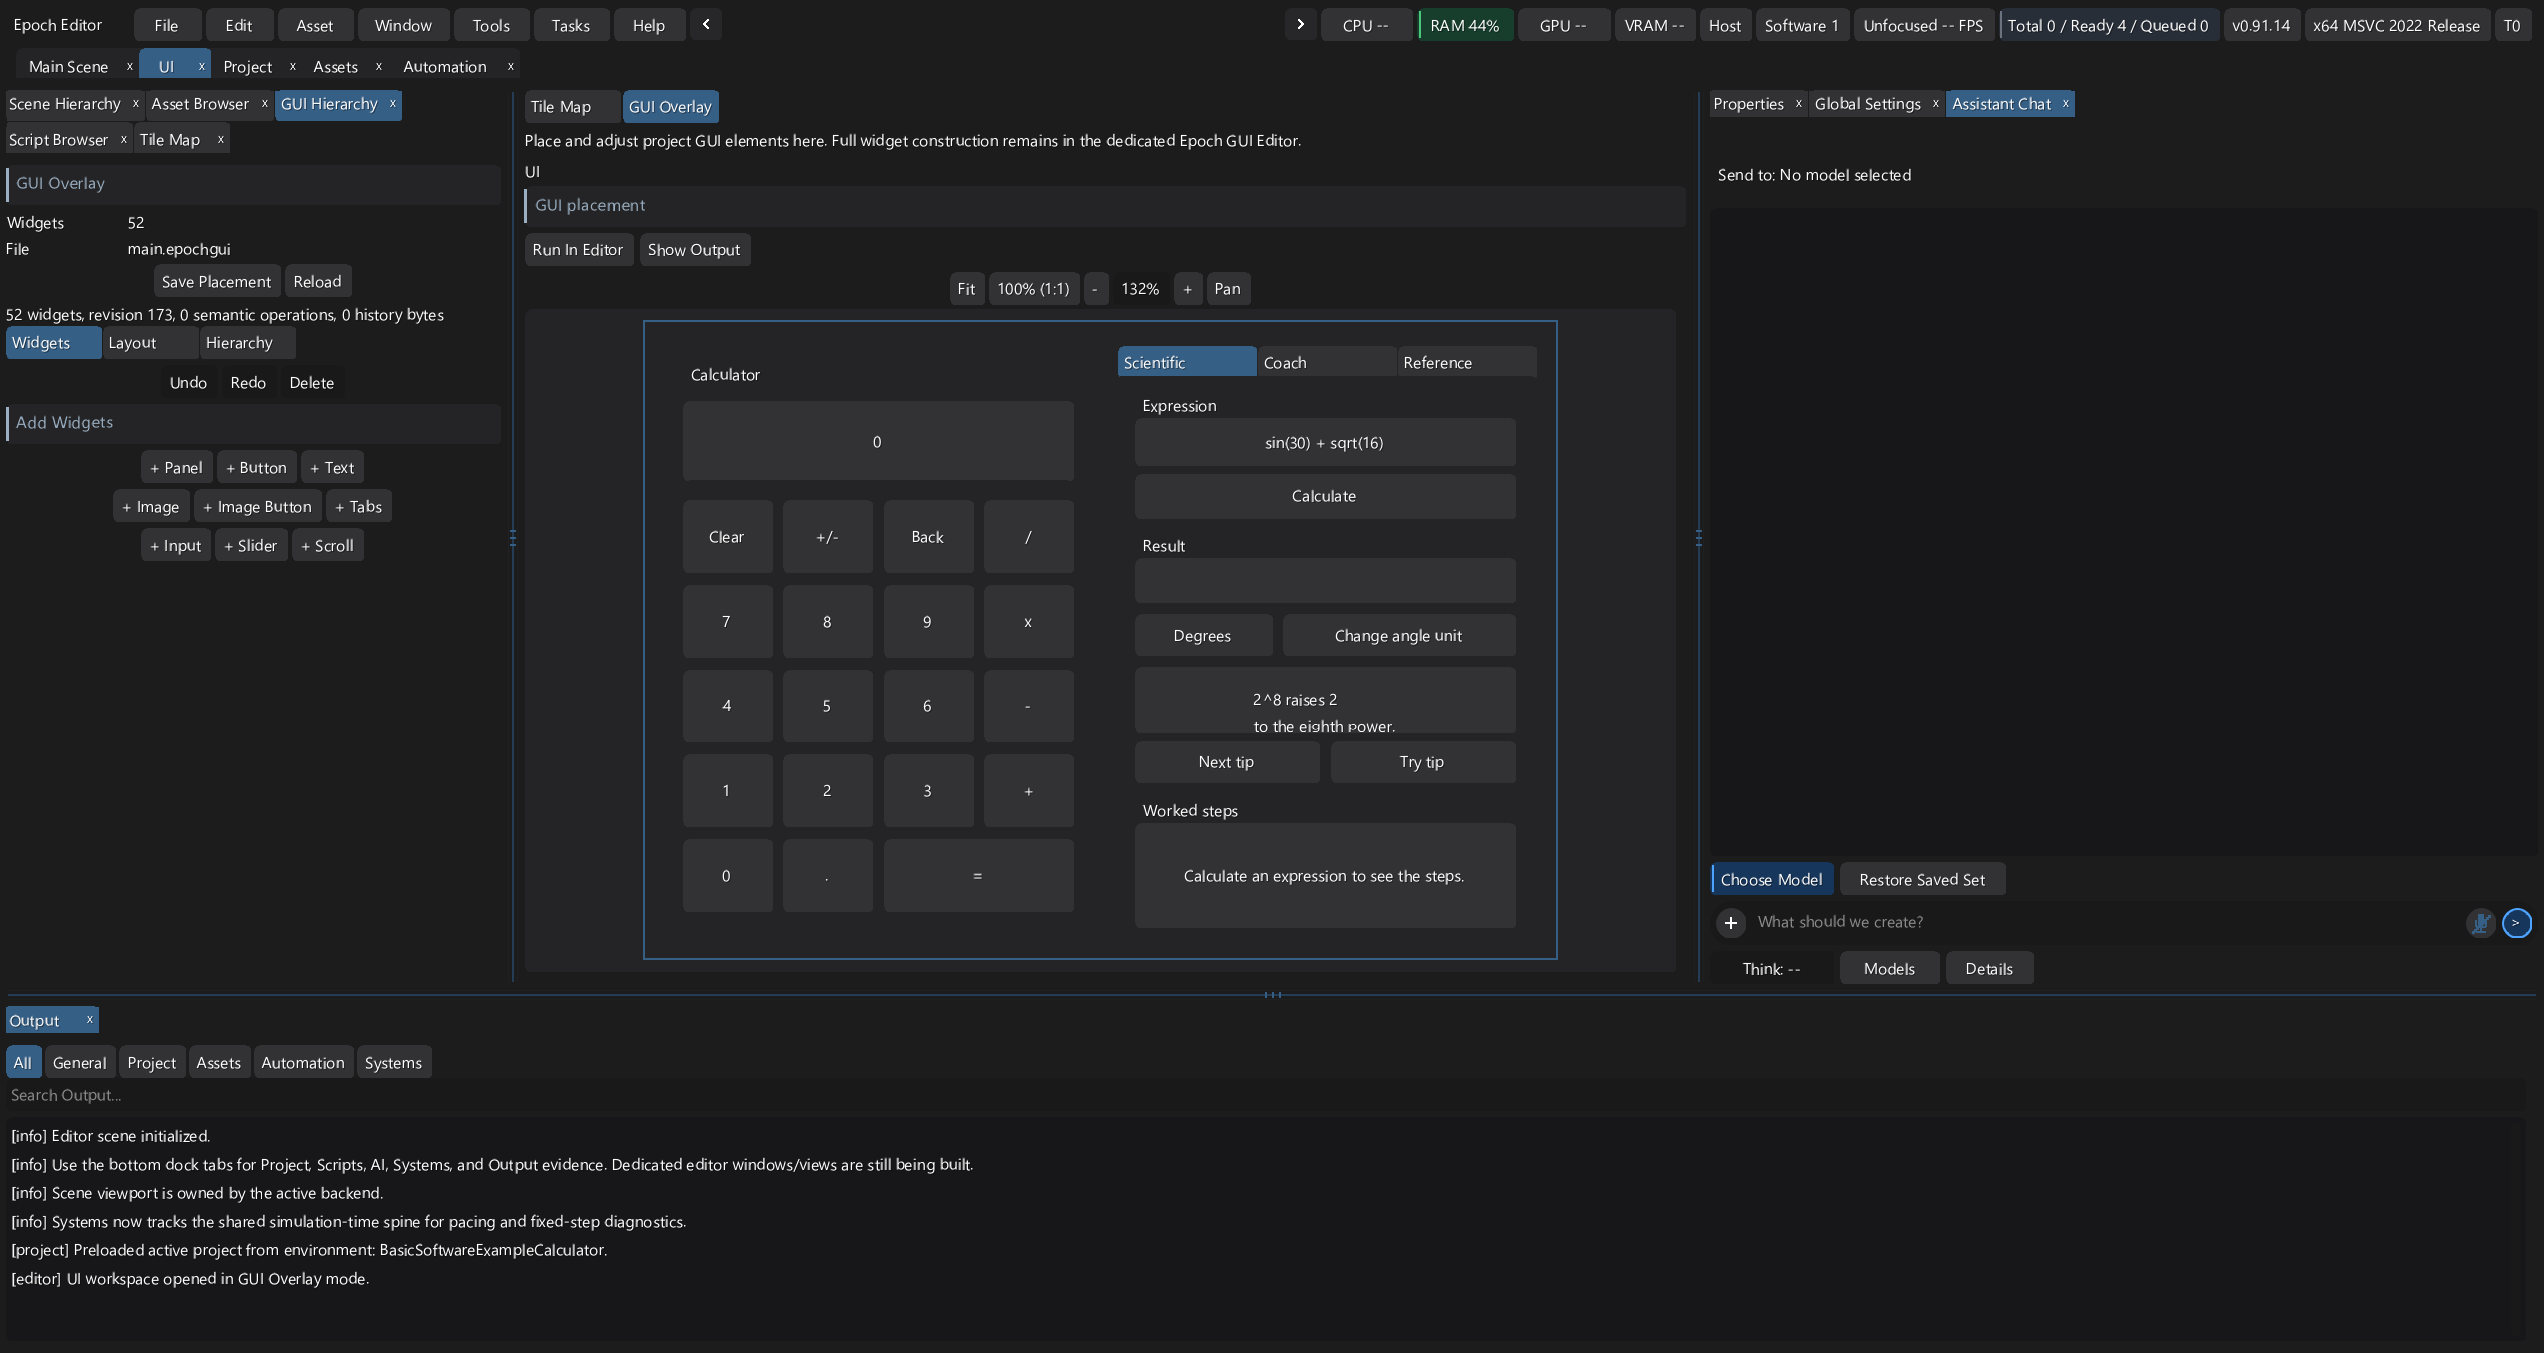 Epoch Editor File Edit Asset Window Tools Tasks Help < > CPU -- RAM 44% GPU -- VRAM -- Host Software 1 Unfocused -- FPS Total 0 / Ready 4 / Queued 0 v0.91.14 x64 MSVC 2022 Release T0
Main Scene x UI x Project x Assets x Automation x
Scene Hierarchy x Asset Browser x GUI Hierarchy x
Script Browser x Tile Map x
GUI Overlay
Widgets 52
File main.epochgui
Save Placement Reload
52 widgets, revision 173, 0 semantic operations, 0 history bytes
Widgets Layout Hierarchy
Undo Redo Delete
Add Widgets
+ Panel + Button + Text
+ Image + Image Button + Tabs
+ Input + Slider + Scroll
Tile Map GUI Overlay
Place and adjust project GUI elements here. Full widget construction remains in the dedicated Epoch GUI Editor.
UI
GUI placement
Run In Editor Show Output
Fit 100% (1:1) - 132% + Pan
Calculator
0
Clear +/- Back /
7 8 9 x
4 5 6 -
1 2 3 +
0 . =
Scientific Coach Reference
Expression
sin(30) + sqrt(16)
Calculate
Result
Degrees Change angle unit
2^8 raises 2
to the eighth power.
Next tip Try tip
Worked steps
Calculate an expression to see the steps.
Properties x Global Settings x Assistant Chat x
Send to: No model selected
Choose Model Restore Saved Set
+ What should we create? >
Think: -- Models Details
Output x
All General Project Assets Automation Systems
Search Output...
[info] Editor scene initialized.
[info] Use the bottom dock tabs for Project, Scripts, AI, Systems, and Output evidence. Dedicated editor windows/views are still being built.
[info] Scene viewport is owned by the active backend.
[info] Systems now tracks the shared simulation-time spine for pacing and fixed-step diagnostics.
[project] Preloaded active project from environment: BasicSoftwareExampleCalculator.
[editor] UI workspace opened in GUI Overlay mode.